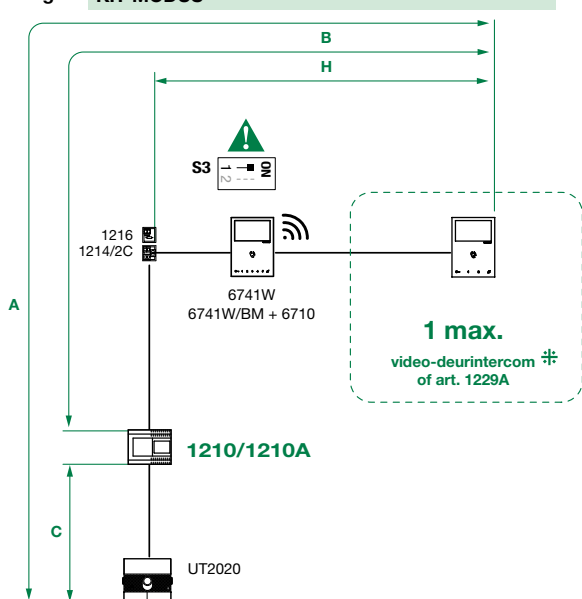 B
H
S3
ON
1
2
1216
1214/2C
6741W
6741W/BM + 6710
A
1 max.
video-deurintercom
of art. 1229A
1210/1210A
C
UT2020